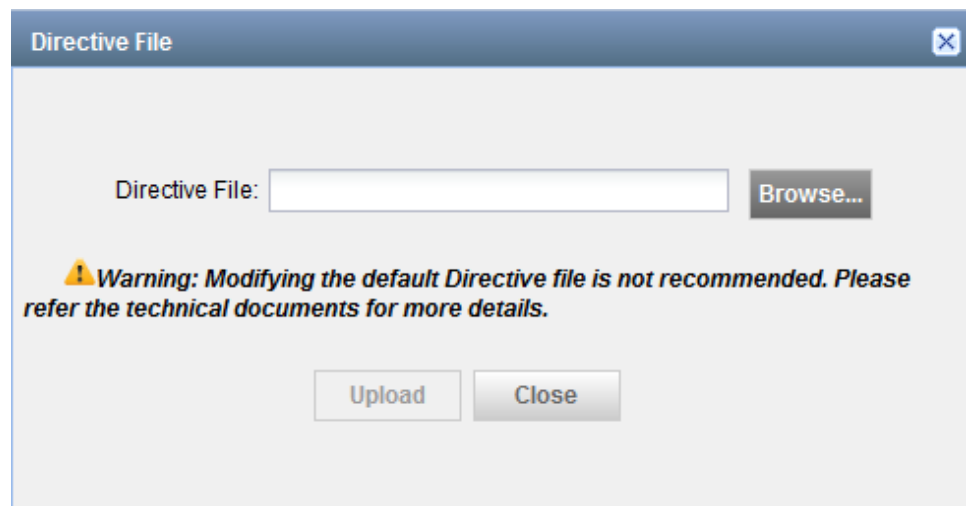 Directive File
Directive File:
Browse...
Warning: Modifying the default Directive file is not recommended. Please
refer the technical documents for more details.
Upload
Close